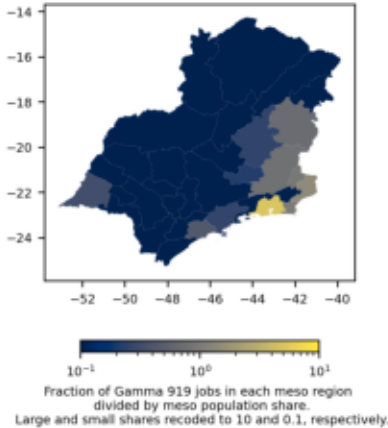 −14
−16
−18
−20
−22
−24
−52 −50 −48 −46 −44 −42 −40
10⁻¹ 10⁰ 10¹
Fraction of Gamma 919 jobs in each meso region
divided by meso population share.
Large and small shares recoded to 10 and 0.1, respectively.